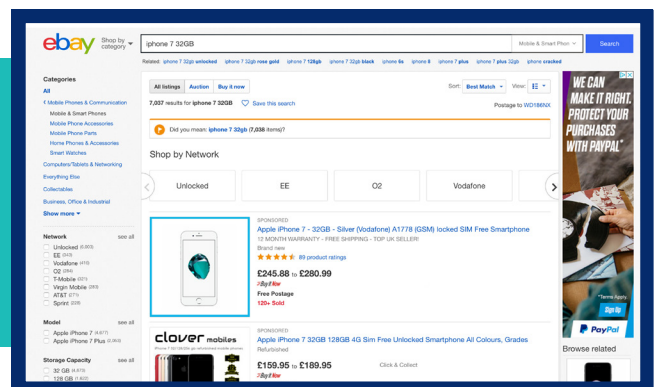 ebay
Shop by category
iphone 7 32GB
Mobile & Smart Phon
Search
Related: iphone 7 32gb unlocked iphone 7 32gb rose gold iphone 7 128gb iphone 7 32gb black iphone 6s iphone 8 iphone 7 plus iphone 7 plus 32gb iphone cracked
Categories
All
Mobile Phones & Communication
Mobile & Smart Phones
Mobile Phone Accessories
Mobile Phone Parts
Home Phones & Accessories
Smart Watches
Computers/Tablets & Networking
Everything Else
Collectables
Business, Office & Industrial
Show more
Network see all
Unlocked
EE
Vodafone
O2
T-Mobile
Virgin Mobile
AT&T
Sprint
Model see all
Apple iPhone 7
Apple iPhone 7 Plus
Storage Capacity see all
32 GB
128 GB
All listings Auction Buy it now
Sort: Best Match View:
7,037 results for iphone 7 32GB Save this search
Postage to WD186NX
Did you mean: iphone 7 32gb (7,038 items)?
Shop by Network
Unlocked EE O2 Vodafone
SPONSORED
Apple iPhone 7 - 32GB - Silver (Vodafone) A1778 (GSM) locked SIM Free Smartphone
12 MONTH WARRANTY - FREE SHIPPING - TOP UK SELLER!
Brand new
89 product ratings
£245.88 to £280.99
Buy It Now
Free Postage
120+ Sold
clover mobiles
SPONSORED
Apple iPhone 7 32GB 128GB 4G Sim Free Unlocked Smartphone All Colours, Grades
Refurbished
£159.95 to £189.95
Click & Collect
Buy It Now
WE CAN
MAKE IT RIGHT.
PROTECT YOUR
PURCHASES
WITH PAYPAL*
*Terms Apply.
PayPal
Browse related